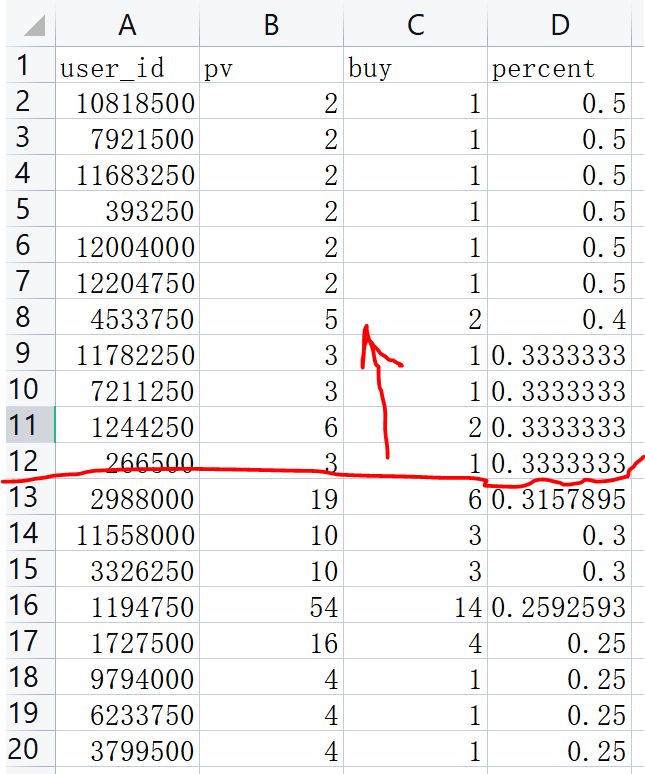 A B C D
1 user_id pv buy percent
2 10818500 2 1 0.5
3 7921500 2 1 0.5
4 11683250 2 1 0.5
5 393250 2 1 0.5
6 12004000 2 1 0.5
7 12204750 2 1 0.5
8 4533750 5 2 0.4
9 11782250 3 1 0.3333333
10 7211250 3 1 0.3333333
11 1244250 6 2 0.3333333
12 266500 3 1 0.3333333
13 2988000 19 6 0.3157895
14 11558000 10 3 0.3
15 3326250 10 3 0.3
16 1194750 54 14 0.2592593
17 1727500 16 4 0.25
18 9794000 4 1 0.25
19 6233750 4 1 0.25
20 3799500 4 1 0.25